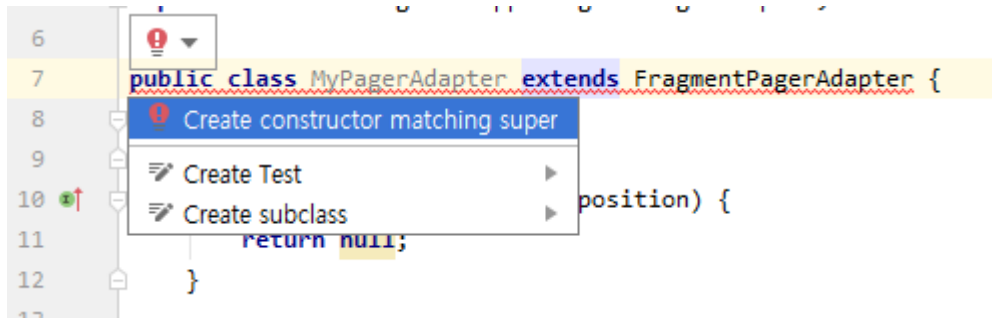 6
7 public class MyPagerAdapter extends FragmentPagerAdapter {
8 Create constructor matching super
9 Create Test
10 position) {
Create subclass
11 return null;
12 }